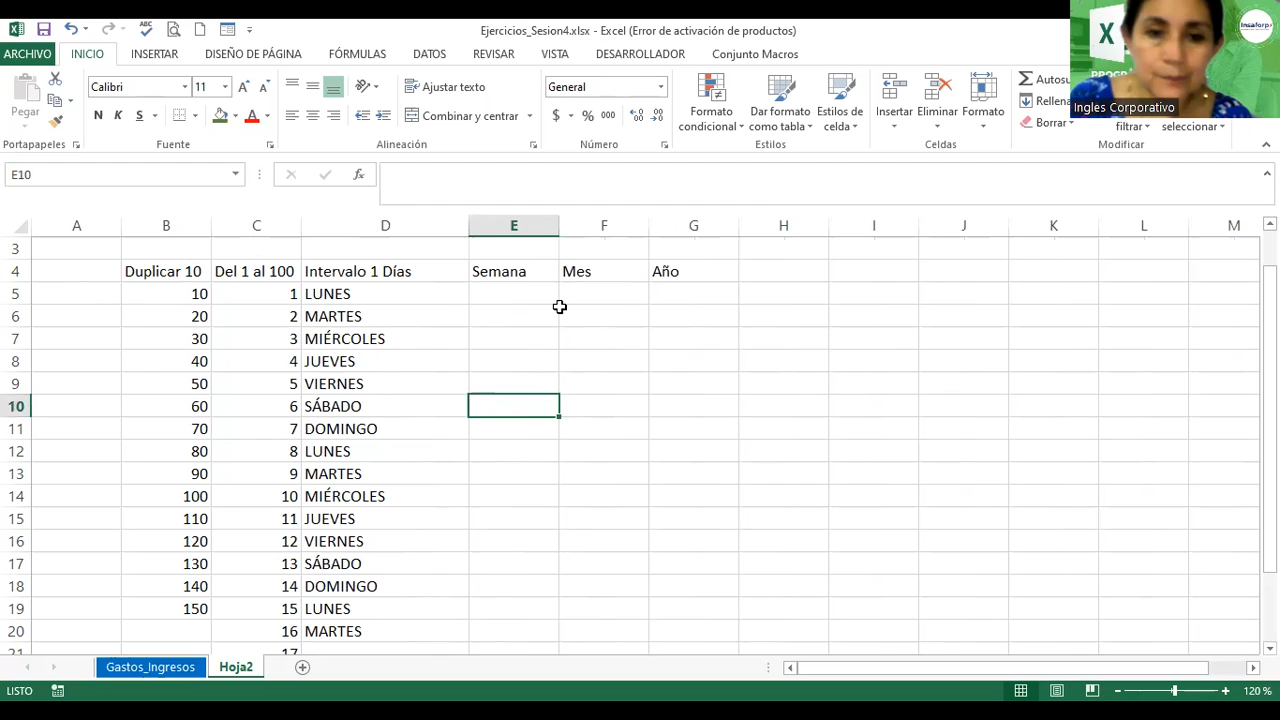 Ejercicios_Sesion4.xlsx - Excel (Error de activación de productos)
ARCHIVO INICIO INSERTAR DISEÑO DE PÁGINA FÓRMULAS DATOS REVISAR VISTA DESARROLLADOR Conjunto Macros
Calibri 11 Ajustar texto General
Pegar N K S Combinar y centrar $ % 000
Formato condicional Dar formato como tabla Estilos de celda Insertar Eliminar Formato
Borrar filtrar seleccionar
Portapapeles Fuente Alineación Número Estilos Celdas Modificar
Insaforp
Ingles Corporativo
E10 fx
A B C D E F G H I J K L M
3
4 Duplicar 10 Del 1 al 100 Intervalo 1 Días Semana Mes Año
5 10 1 LUNES
6 20 2 MARTES
7 30 3 MIÉRCOLES
8 40 4 JUEVES
9 50 5 VIERNES
10 60 6 SÁBADO
11 70 7 DOMINGO
12 80 8 LUNES
13 90 9 MARTES
14 100 10 MIÉRCOLES
15 110 11 JUEVES
16 120 12 VIERNES
17 130 13 SÁBADO
18 140 14 DOMINGO
19 150 15 LUNES
20 16 MARTES
21 17
Gastos_Ingresos Hoja2
LISTO 120 %